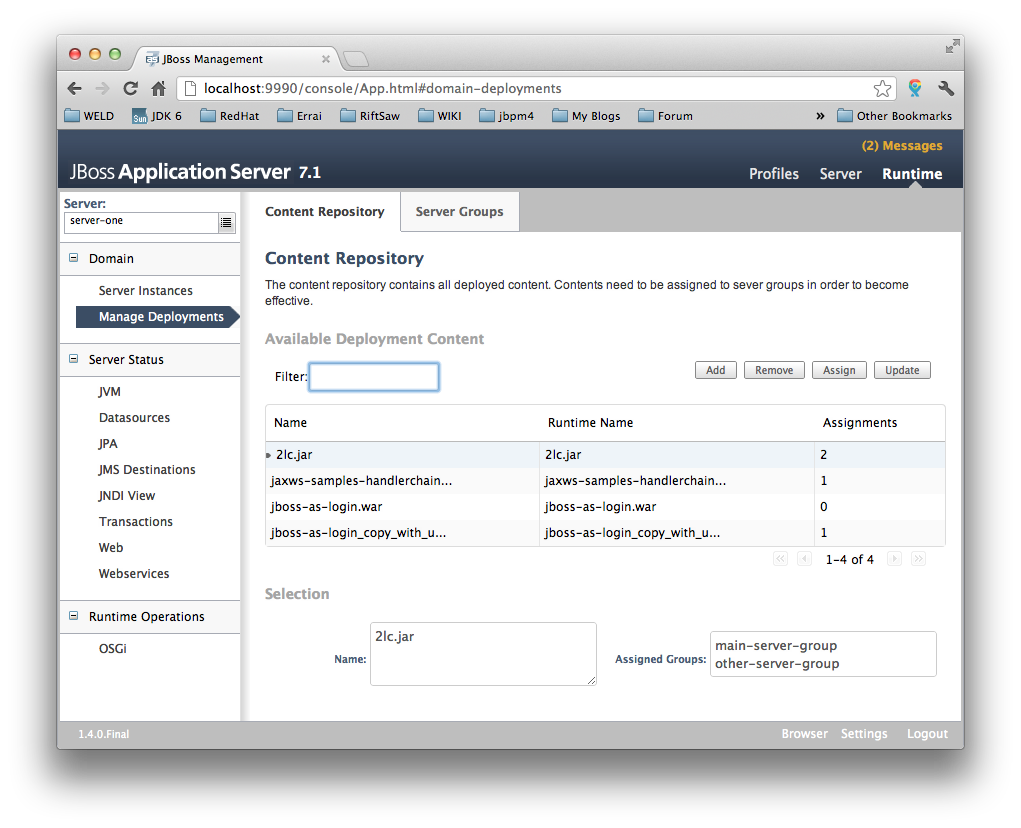 JBoss Management
localhost:9990/console/App.html#domain-deployments
WELD JDK 6 RedHat Errai RiftSaw WIKI jbpm4 My Blogs Forum » Other Bookmarks
Sun
(2) Messages
JBoss Application Server 7.1
Profiles Server Runtime
Server:
server-one
Domain
Server Instances
Manage Deployments
Server Status
JVM
Datasources
JPA
JMS Destinations
JNDI View
Transactions
Web
Webservices
Runtime Operations
OSGi
Content Repository Server Groups
Content Repository
The content repository contains all deployed content. Contents need to be assigned to sever groups in order to become
effective.
Available Deployment Content
Filter:
Add Remove Assign Update
Name Runtime Name Assignments
2lc.jar 2lc.jar 2
jaxws-samples-handlerchain... jaxws-samples-handlerchain... 1
jboss-as-login.war jboss-as-login.war 0
jboss-as-login_copy_with_u... jboss-as-login_copy_with_u... 1
1-4 of 4
Selection
Name: 2lc.jar
Assigned Groups: main-server-group
other-server-group
1.4.0.Final
Browser Settings Logout